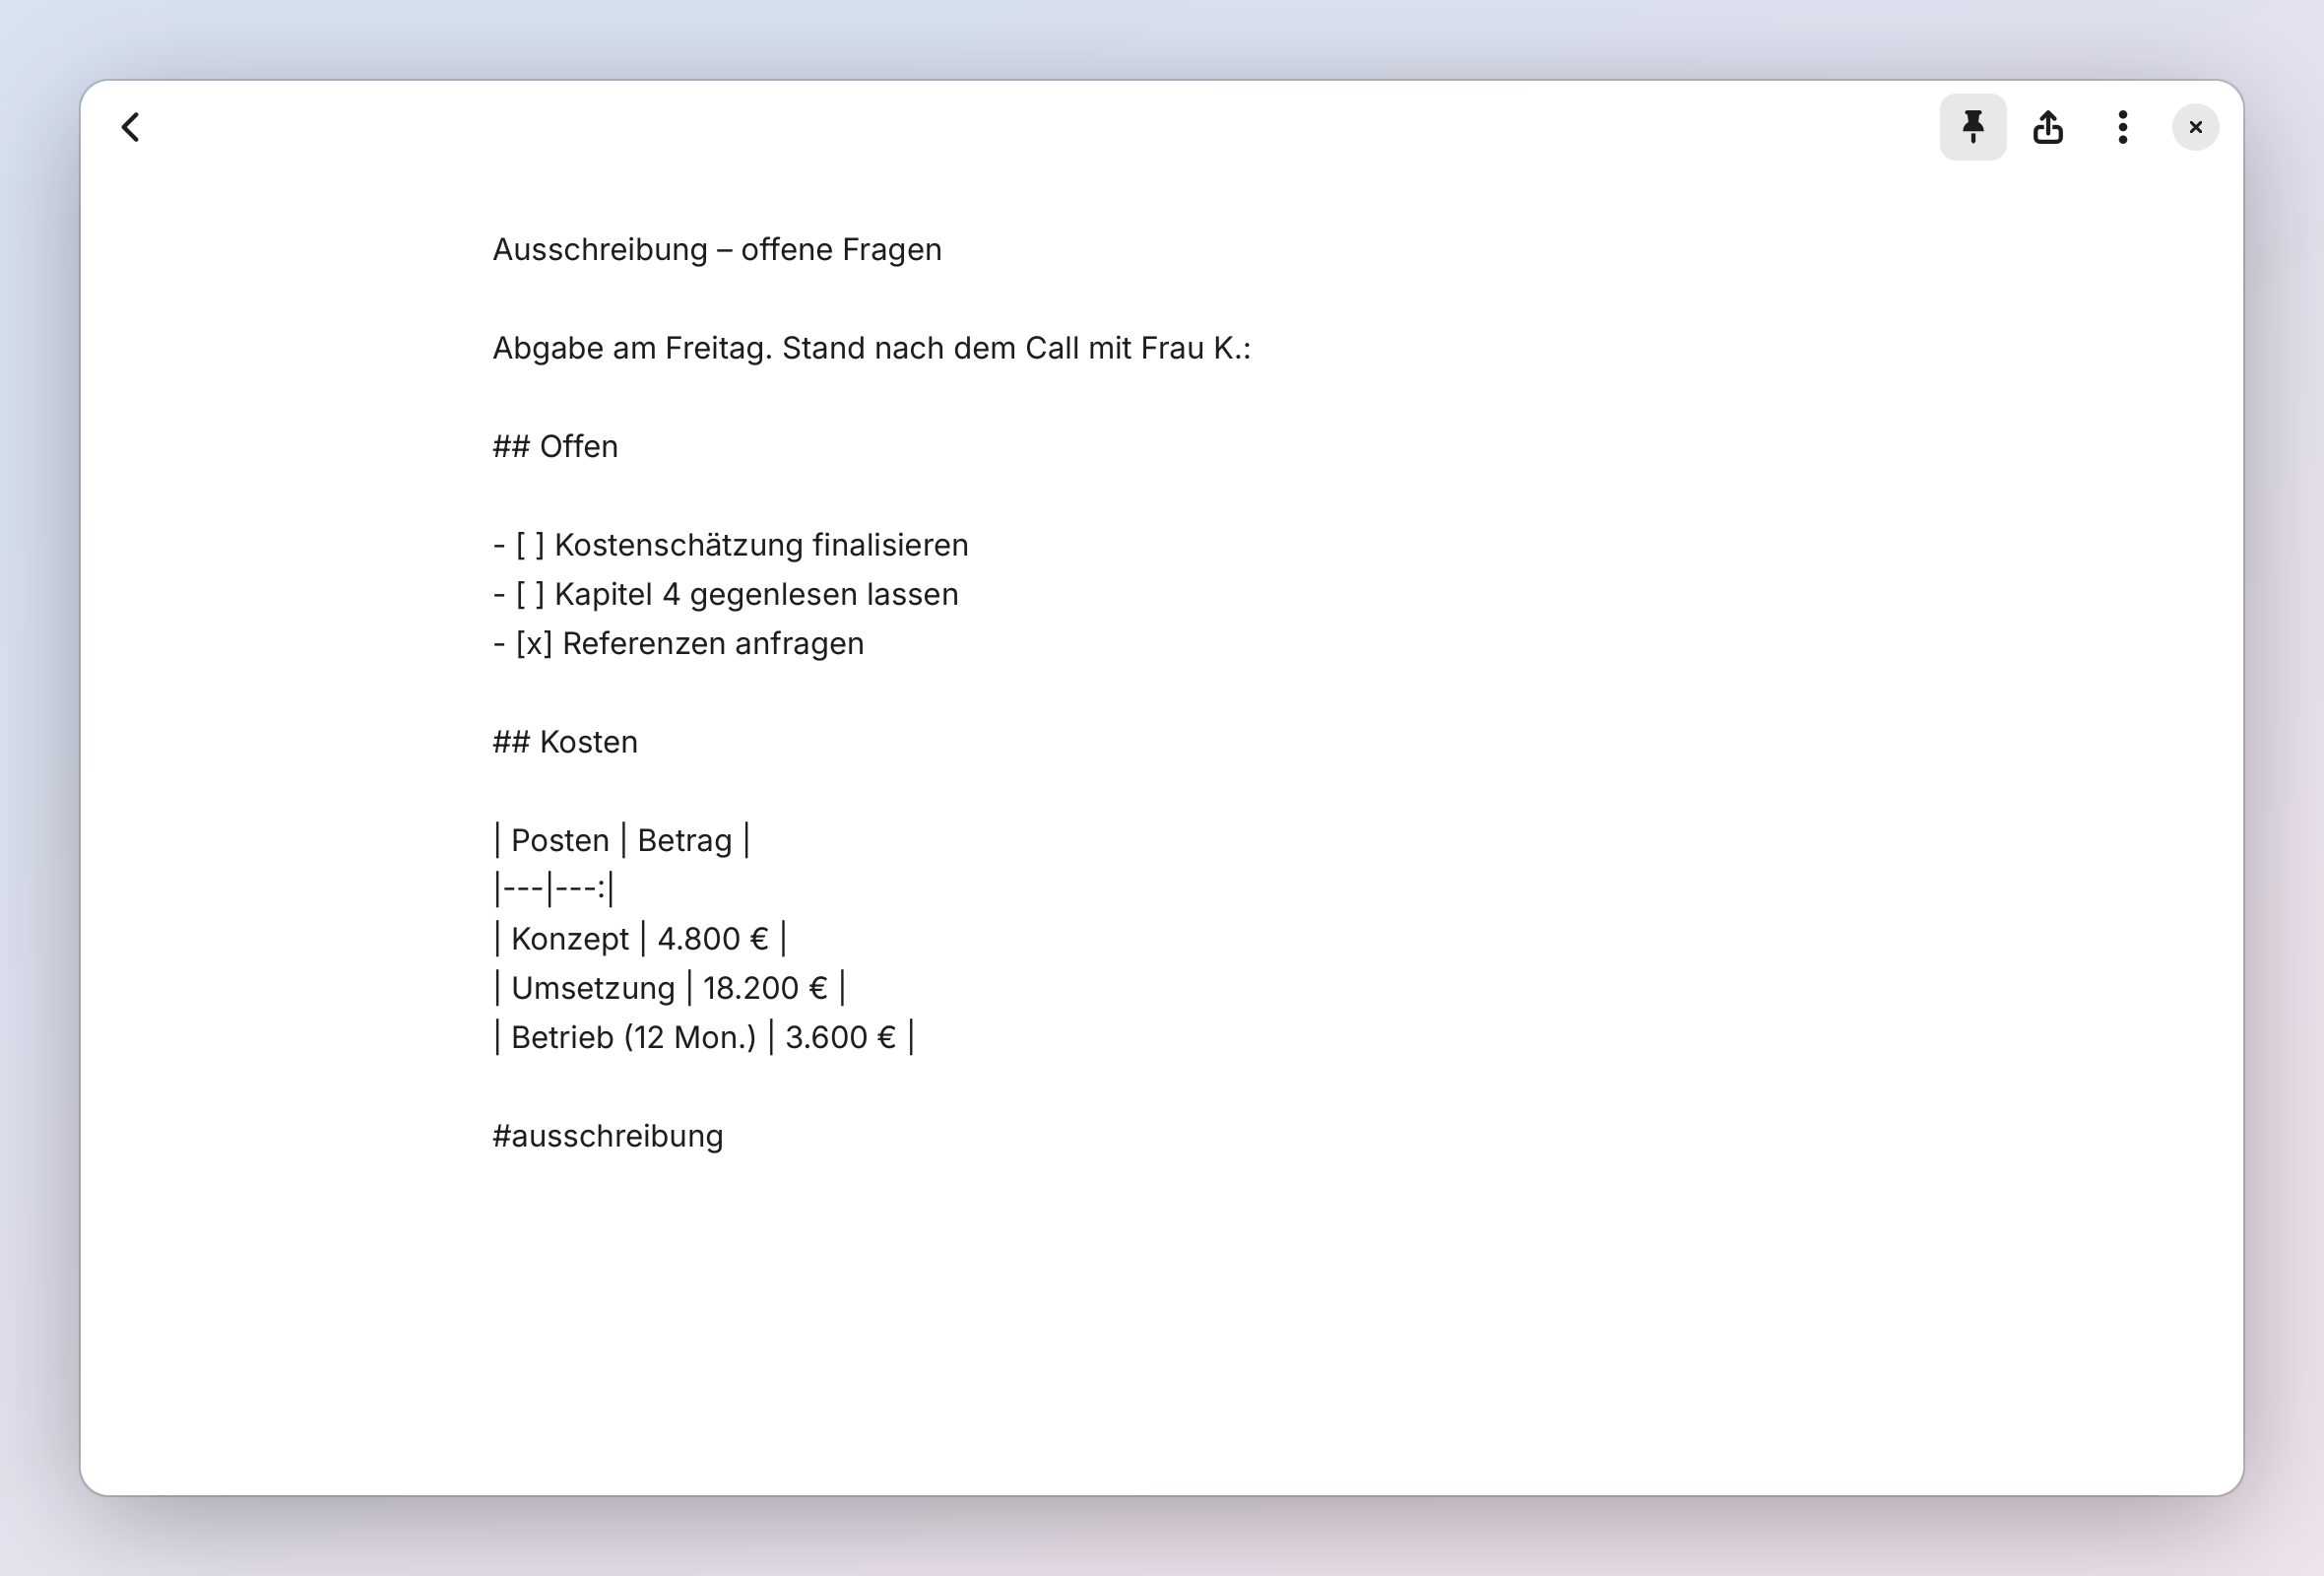 Ausschreibung – offene Fragen
Abgabe am Freitag. Stand nach dem Call mit Frau K.:
## Offen
- [ ] Kostenschätzung finalisieren
- [ ] Kapitel 4 gegenlesen lassen
- [x] Referenzen anfragen
## Kosten
| Posten | Betrag |
|---|---:|
| Konzept | 4.800 € |
| Umsetzung | 18.200 € |
| Betrieb (12 Mon.) | 3.600 € |
#ausschreibung